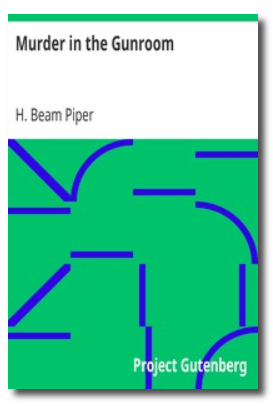 Murder in the Gunroom
H. Beam Piper
Project Gutenberg